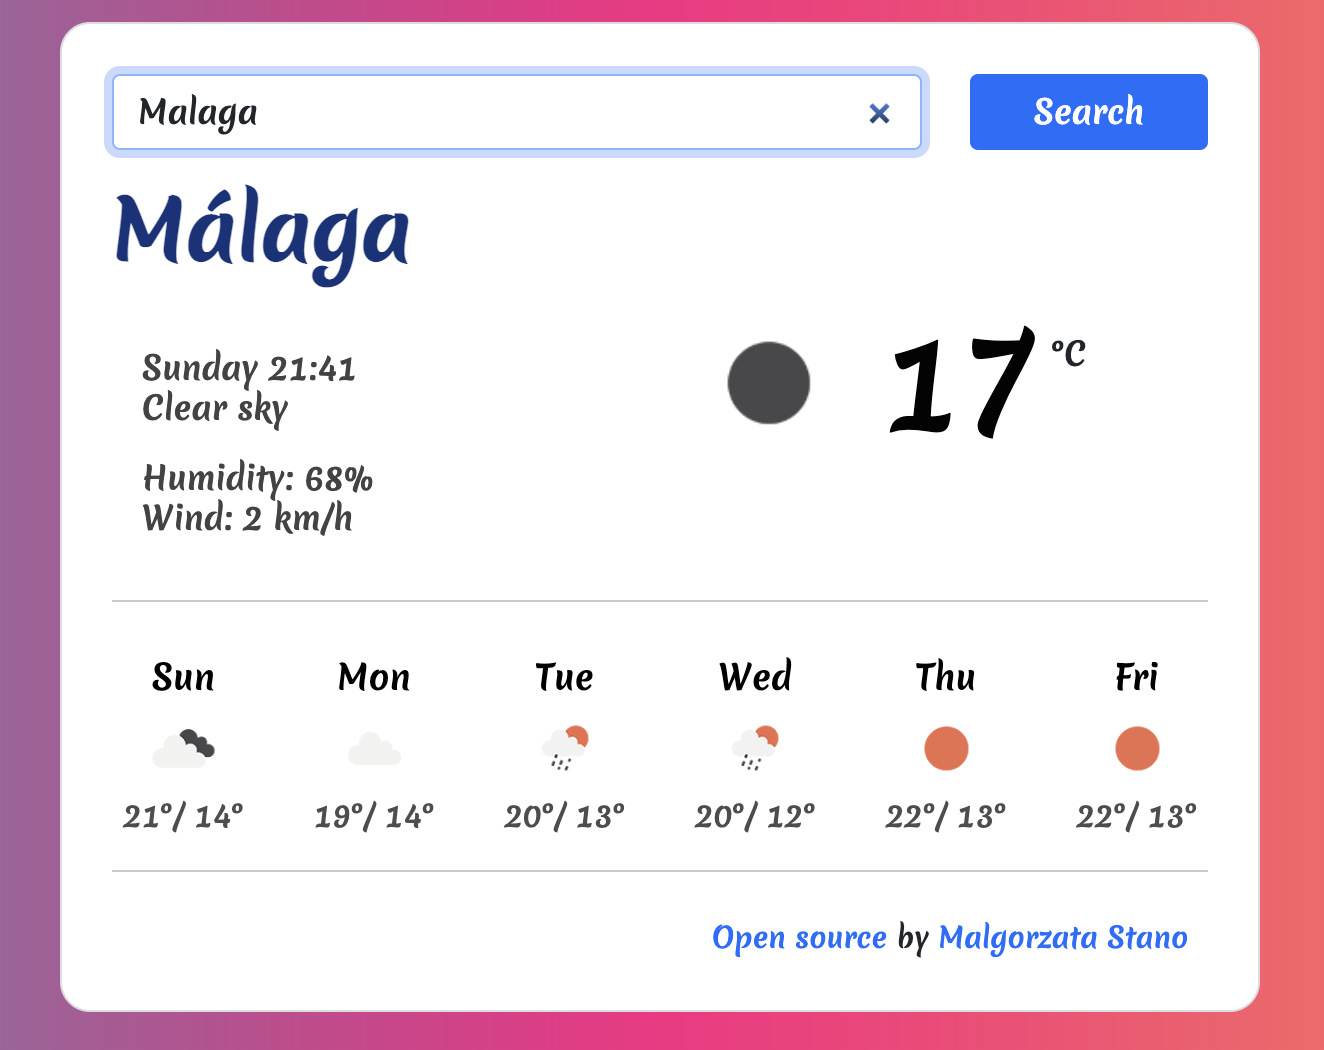 Malaga
Search
Málaga
Sunday 21:41
Clear sky
17 °C
Humidity: 68%
Wind: 2 km/h
Sun Mon Tue Wed Thu Fri
21°/ 14° 19°/ 14° 20°/ 13° 20°/ 12° 22°/ 13° 22°/ 13°
Open source by Malgorzata Stano